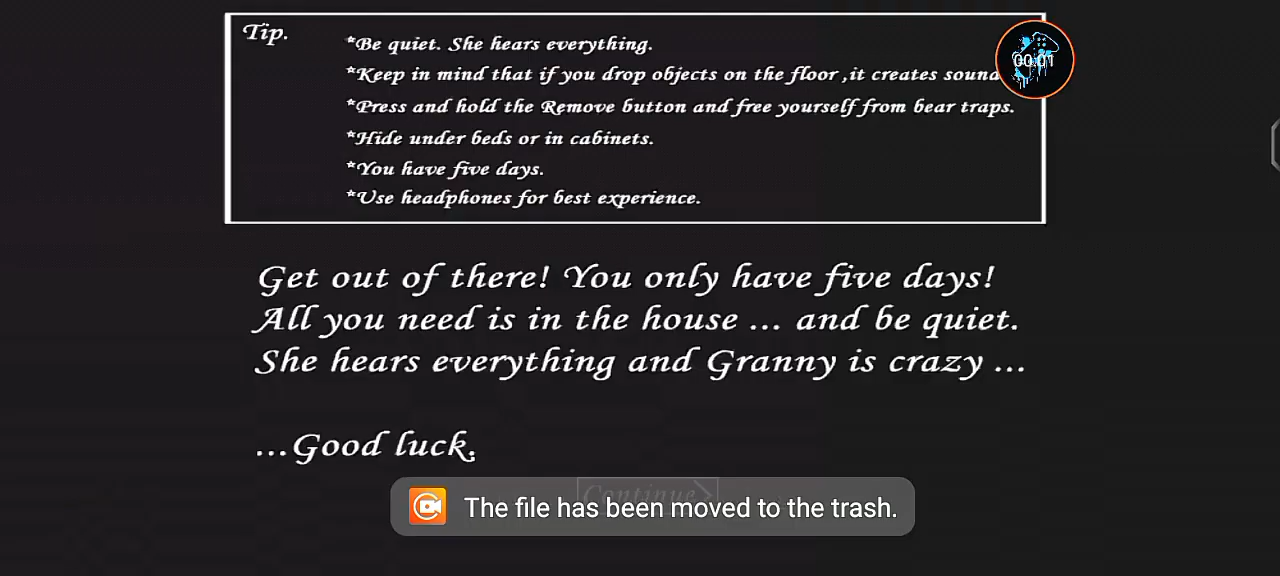 Tip.
*Be quiet. She hears everything.
*Keep in mind that if you drop objects on the floor ,it creates sound
*Press and hold the Remove button and free yourself from bear traps.
*Hide under beds or in cabinets.
*You have five days.
*Use headphones for best experience.
00:01
Get out of there! You only have five days!
All you need is in the house ... and be quiet.
She hears everything and Granny is crazy ...
...Good luck.
Continue>
The file has been moved to the trash.